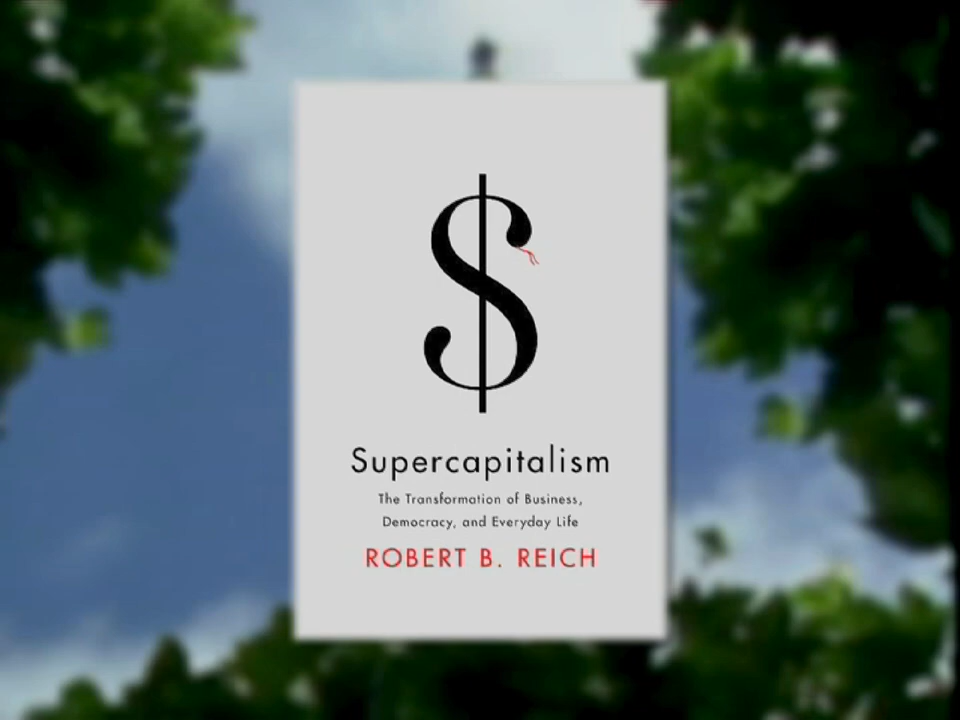 $
Supercapitalism
The Transformation of Business,
Democracy, and Everyday Life
ROBERT B. REICH